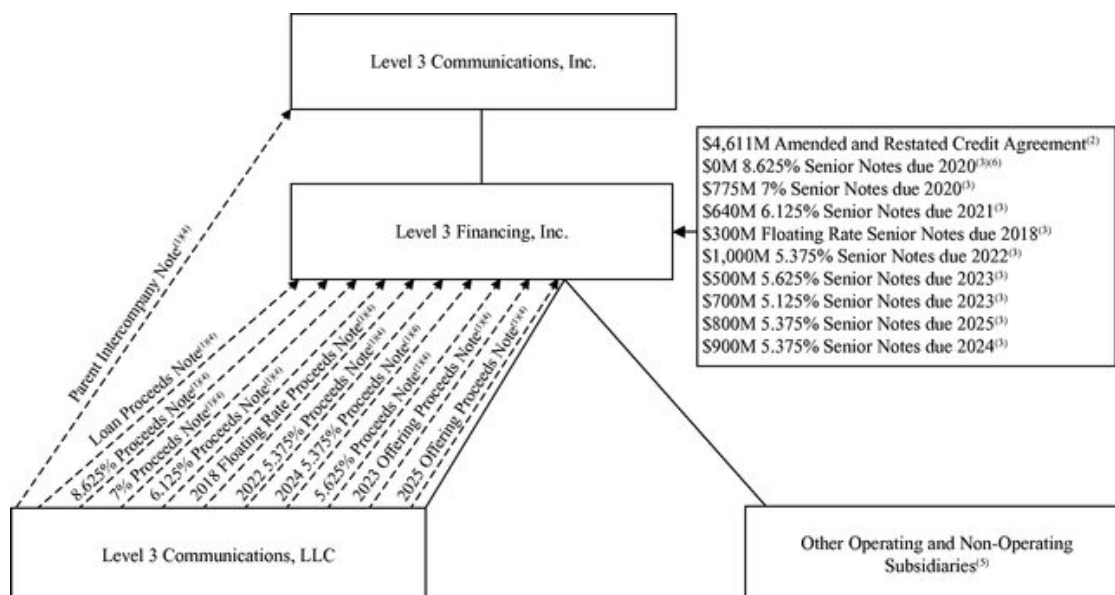 Level 3 Communications, Inc.
$4,611M Amended and Restated Credit Agreement(2)
$0M 8.625% Senior Notes due 2020(3)(6)
$775M 7% Senior Notes due 2020(3)
$640M 6.125% Senior Notes due 2021(3)
$300M Floating Rate Senior Notes due 2018(3)
$1,000M 5.375% Senior Notes due 2022(3)
$500M 5.625% Senior Notes due 2023(3)
$700M 5.125% Senior Notes due 2023(3)
$800M 5.375% Senior Notes due 2025(3)
$900M 5.375% Senior Notes due 2024(3)
Level 3 Financing, Inc.
Parent Intercompany Note(1)(4)
Loan Proceeds Note(1)(4)
8.625% Proceeds Note(1)(4)
7% Proceeds Note(1)(4)
6.125% Proceeds Note(1)(4)
2018 Floating Rate Proceeds Note(1)(4)
2022 5.375% Proceeds Note(1)(4)
2024 5.375% Proceeds Note(1)(4)
5.625% Proceeds Note(1)(4)
2023 Offering Proceeds Note(1)(4)
2025 Offering Proceeds Note(1)(4)
Level 3 Communications, LLC
Other Operating and Non-Operating
Subsidiaries(5)